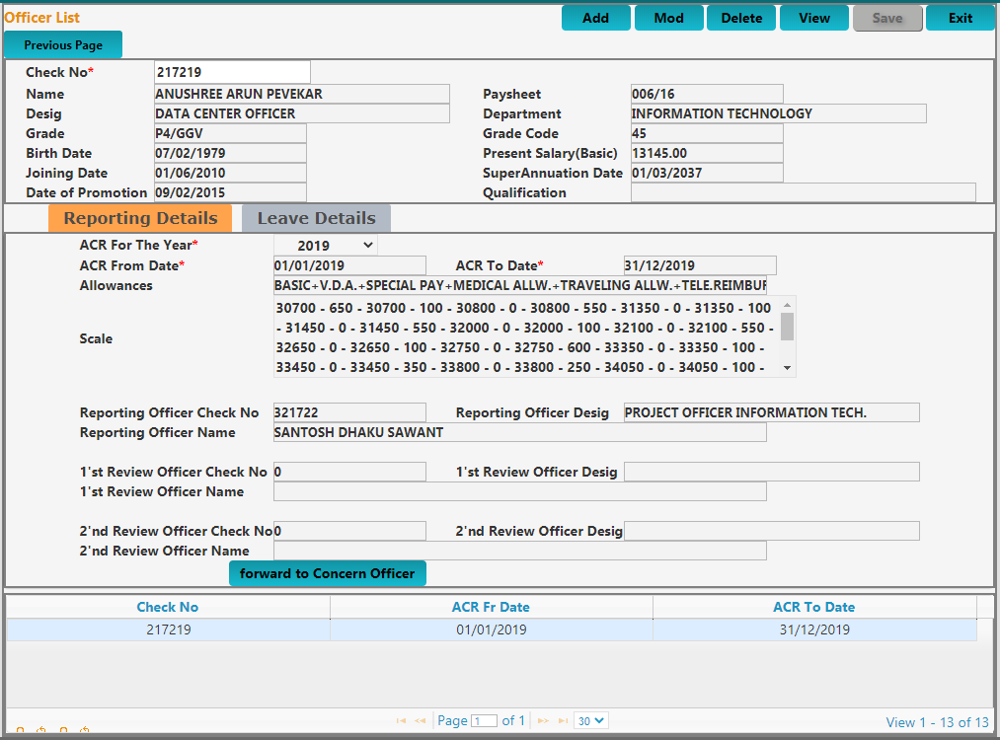 Officer List
Add Mod Delete View Save Exit
Previous Page
Check No* 217219
Name ANUSHREE ARUN PEVEKAR Paysheet 006/16
Desig DATA CENTER OFFICER Department INFORMATION TECHNOLOGY
Grade P4/GGV Grade Code 45
Birth Date 07/02/1979 Present Salary(Basic) 13145.00
Joining Date 01/06/2010 SuperAnnuation Date 01/03/2037
Date of Promotion 09/02/2015 Qualification
Reporting Details Leave Details
ACR For The Year* 2019
ACR From Date* 01/01/2019 ACR To Date* 31/12/2019
Allowances BASIC+V.D.A.+SPECIAL PAY+MEDICAL ALLW.+TRAVELING ALLW.+TELE.REIMBUR
30700 - 650 - 30700 - 100 - 30800 - 0 - 30800 - 550 - 31350 - 0 - 31350 - 100
- 31450 - 0 - 31450 - 550 - 32000 - 0 - 32000 - 100 - 32100 - 0 - 32100 - 550 -
Scale
32650 - 0 - 32650 - 100 - 32750 - 0 - 32750 - 600 - 33350 - 0 - 33350 - 100 -
33450 - 0 - 33450 - 350 - 33800 - 0 - 33800 - 250 - 34050 - 0 - 34050 - 100 -
Reporting Officer Check No 321722 Reporting Officer Desig PROJECT OFFICER INFORMATION TECH.
Reporting Officer Name SANTOSH DHAKU SAWANT
1'st Review Officer Check No 0 1'st Review Officer Desig
1'st Review Officer Name
2'nd Review Officer Check No 0 2'nd Review Officer Desig
2'nd Review Officer Name
forward to Concern Officer
Check No ACR Fr Date ACR To Date
217219 01/01/2019 31/12/2019
Page 1 of 1 30 View 1 - 13 of 13